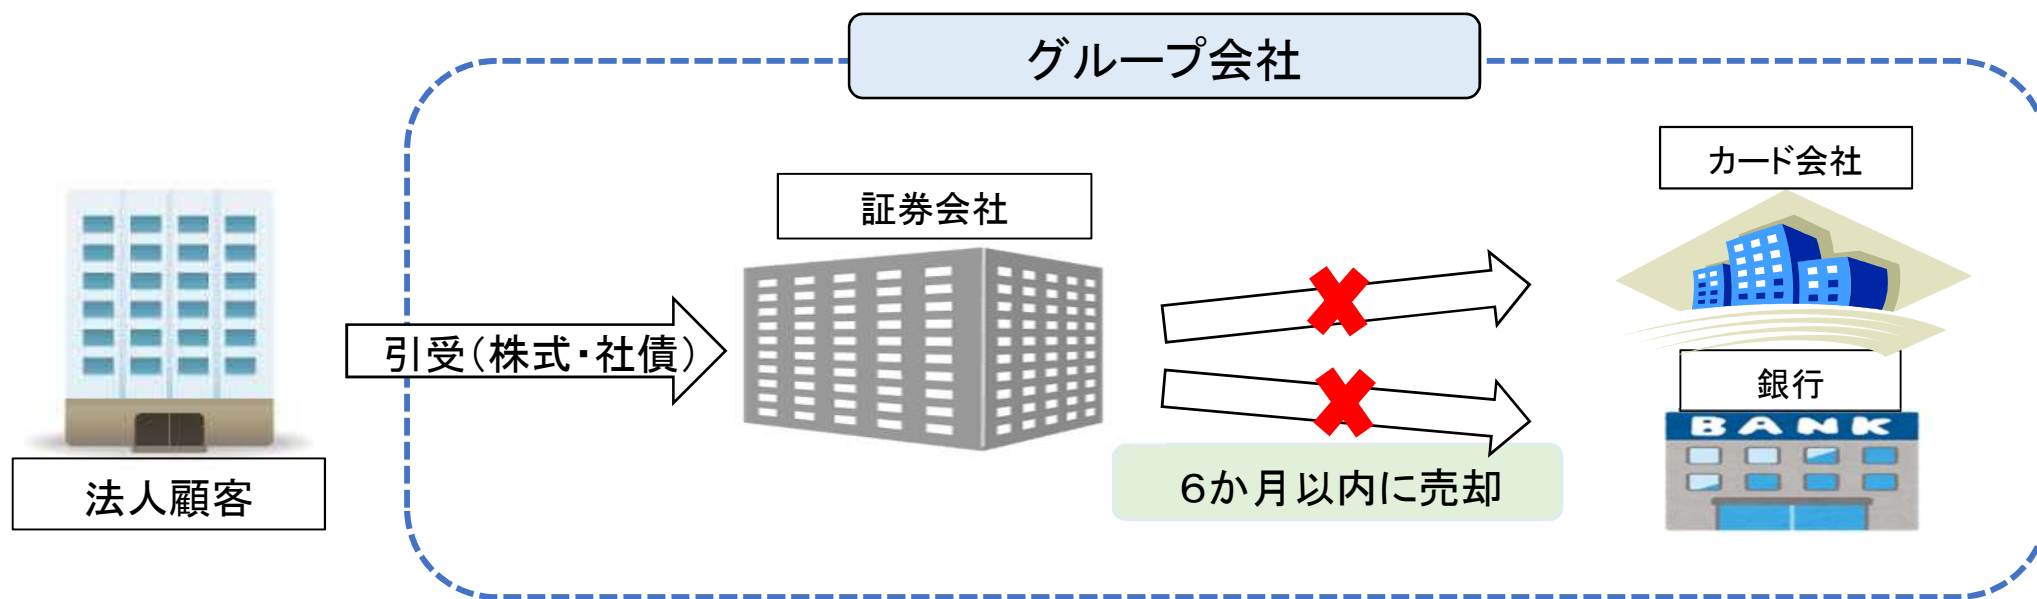 グループ会社
カード会社
証券会社
引受(株式・社債)
銀行
BANK
6か月以内に売却
法人顧客